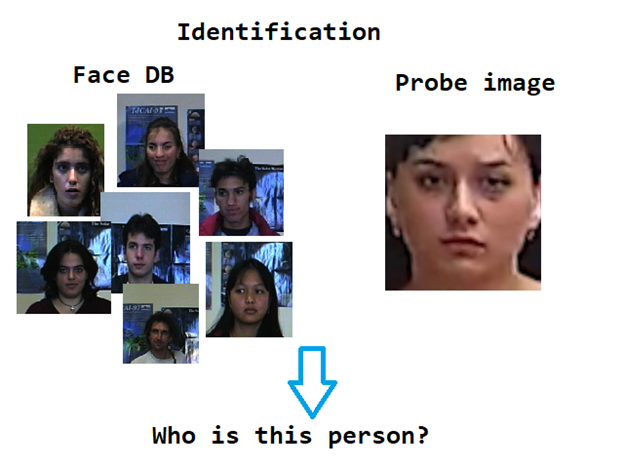 Identification
Face DB
Probe image
Who is this person?